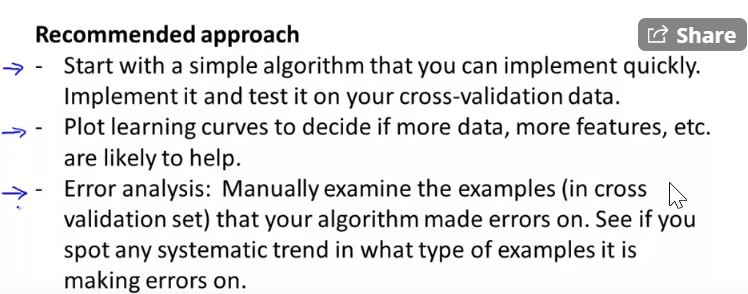 Recommended approach
Share
- Start with a simple algorithm that you can implement quickly.
Implement it and test it on your cross-validation data.
- Plot learning curves to decide if more data, more features, etc.
are likely to help.
- Error analysis: Manually examine the examples (in cross
validation set) that your algorithm made errors on. See if you
spot any systematic trend in what type of examples it is
making errors on.